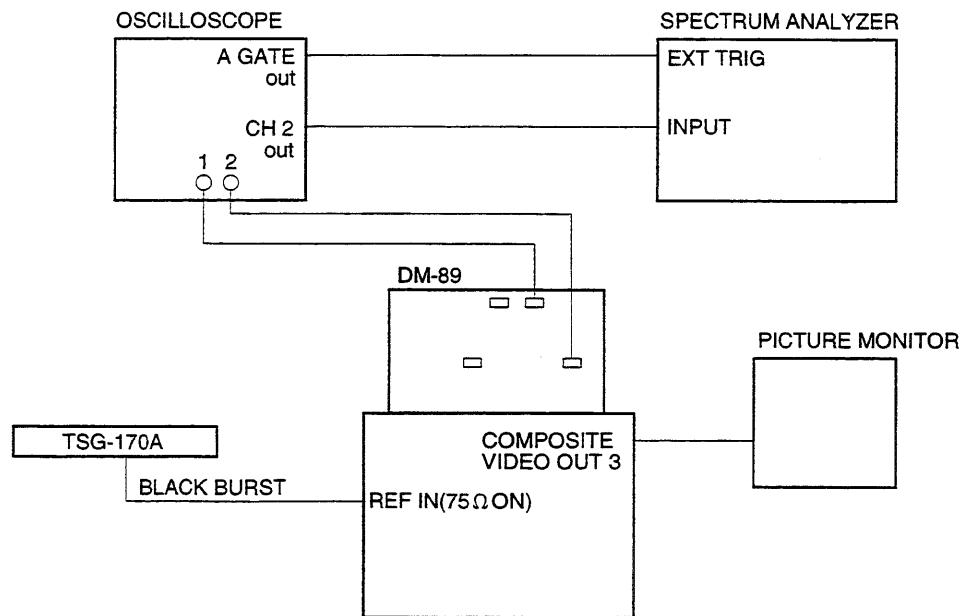 OSCILLOSCOPE
SPECTRUM ANALYZER
A GATE
out
EXT TRIG
CH 2
out
INPUT
1 2
DM-89
PICTURE MONITOR
TSG-170A
COMPOSITE
VIDEO OUT 3
BLACK BURST
REF IN(75Ω ON)